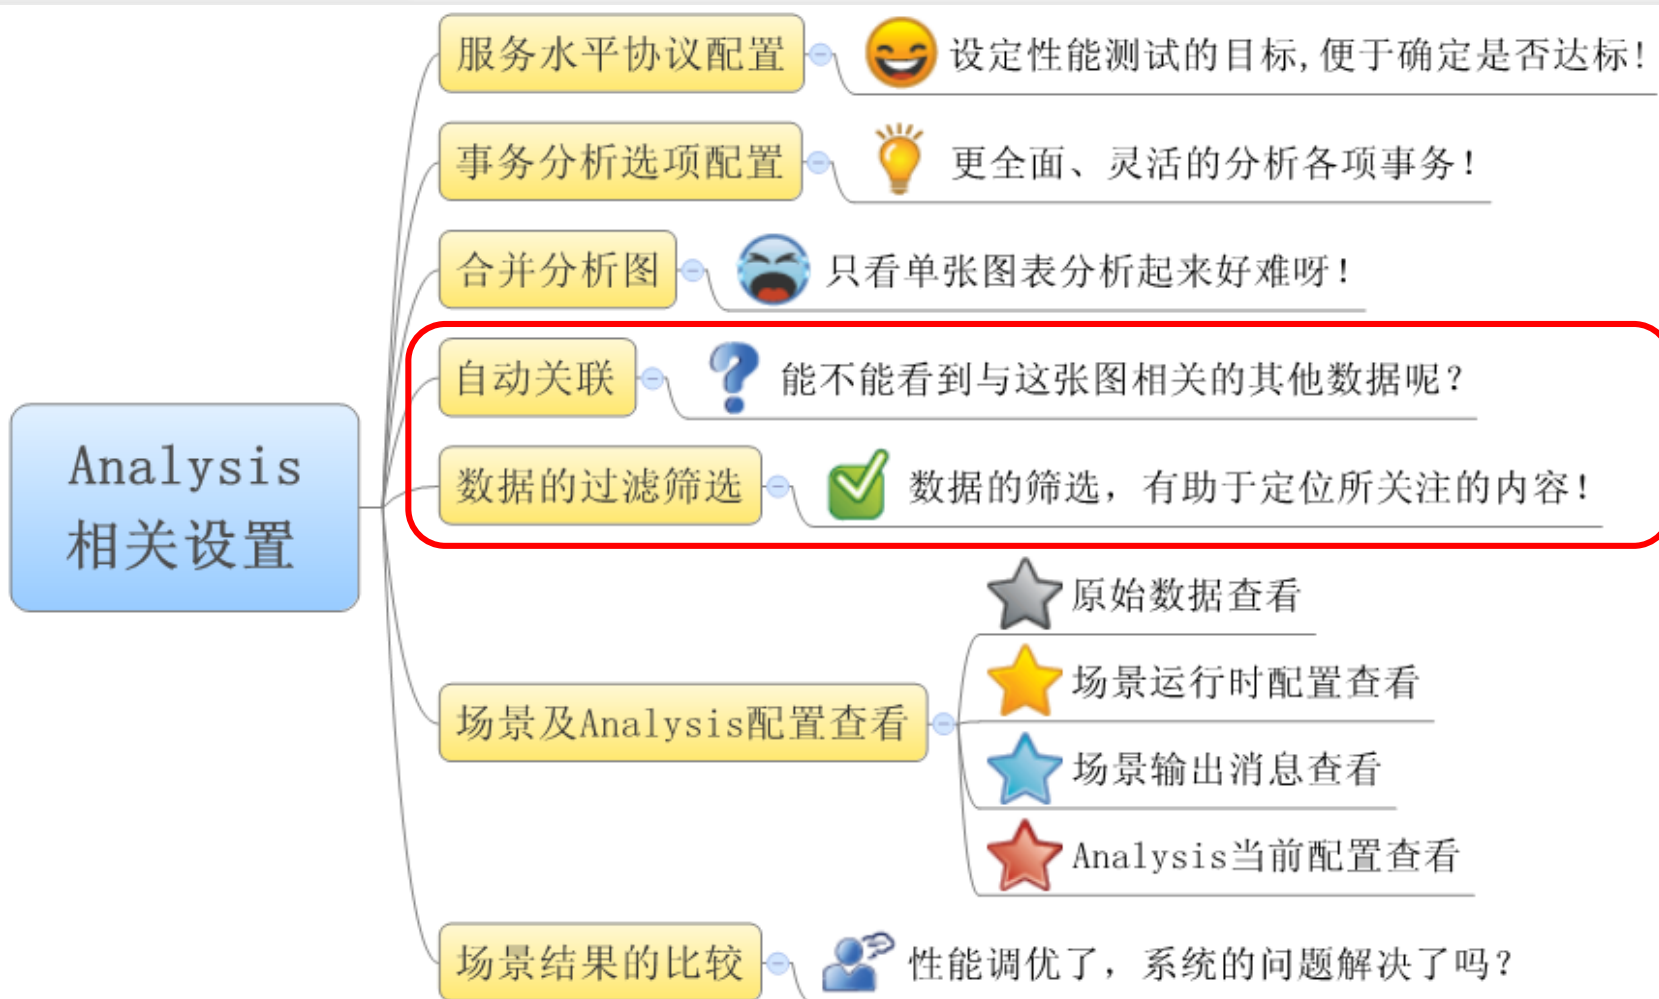 服务水平协议配置
设定性能测试的目标,便于确定是否达标!
事务分析选项配置
更全面、灵活的分析各项事务!
合并分析图
只看单张图表分析起来好难呀!
自动关联
能不能看到与这张图相关的其他数据呢?
Analysis
相关设置
数据的过滤筛选
数据的筛选，有助于定位所关注的内容!
场景及Analysis配置查看
原始数据查看
场景运行时配置查看
场景输出消息查看
Analysis当前配置查看
场景结果的比较
性能调优了，系统的问题解决了吗?